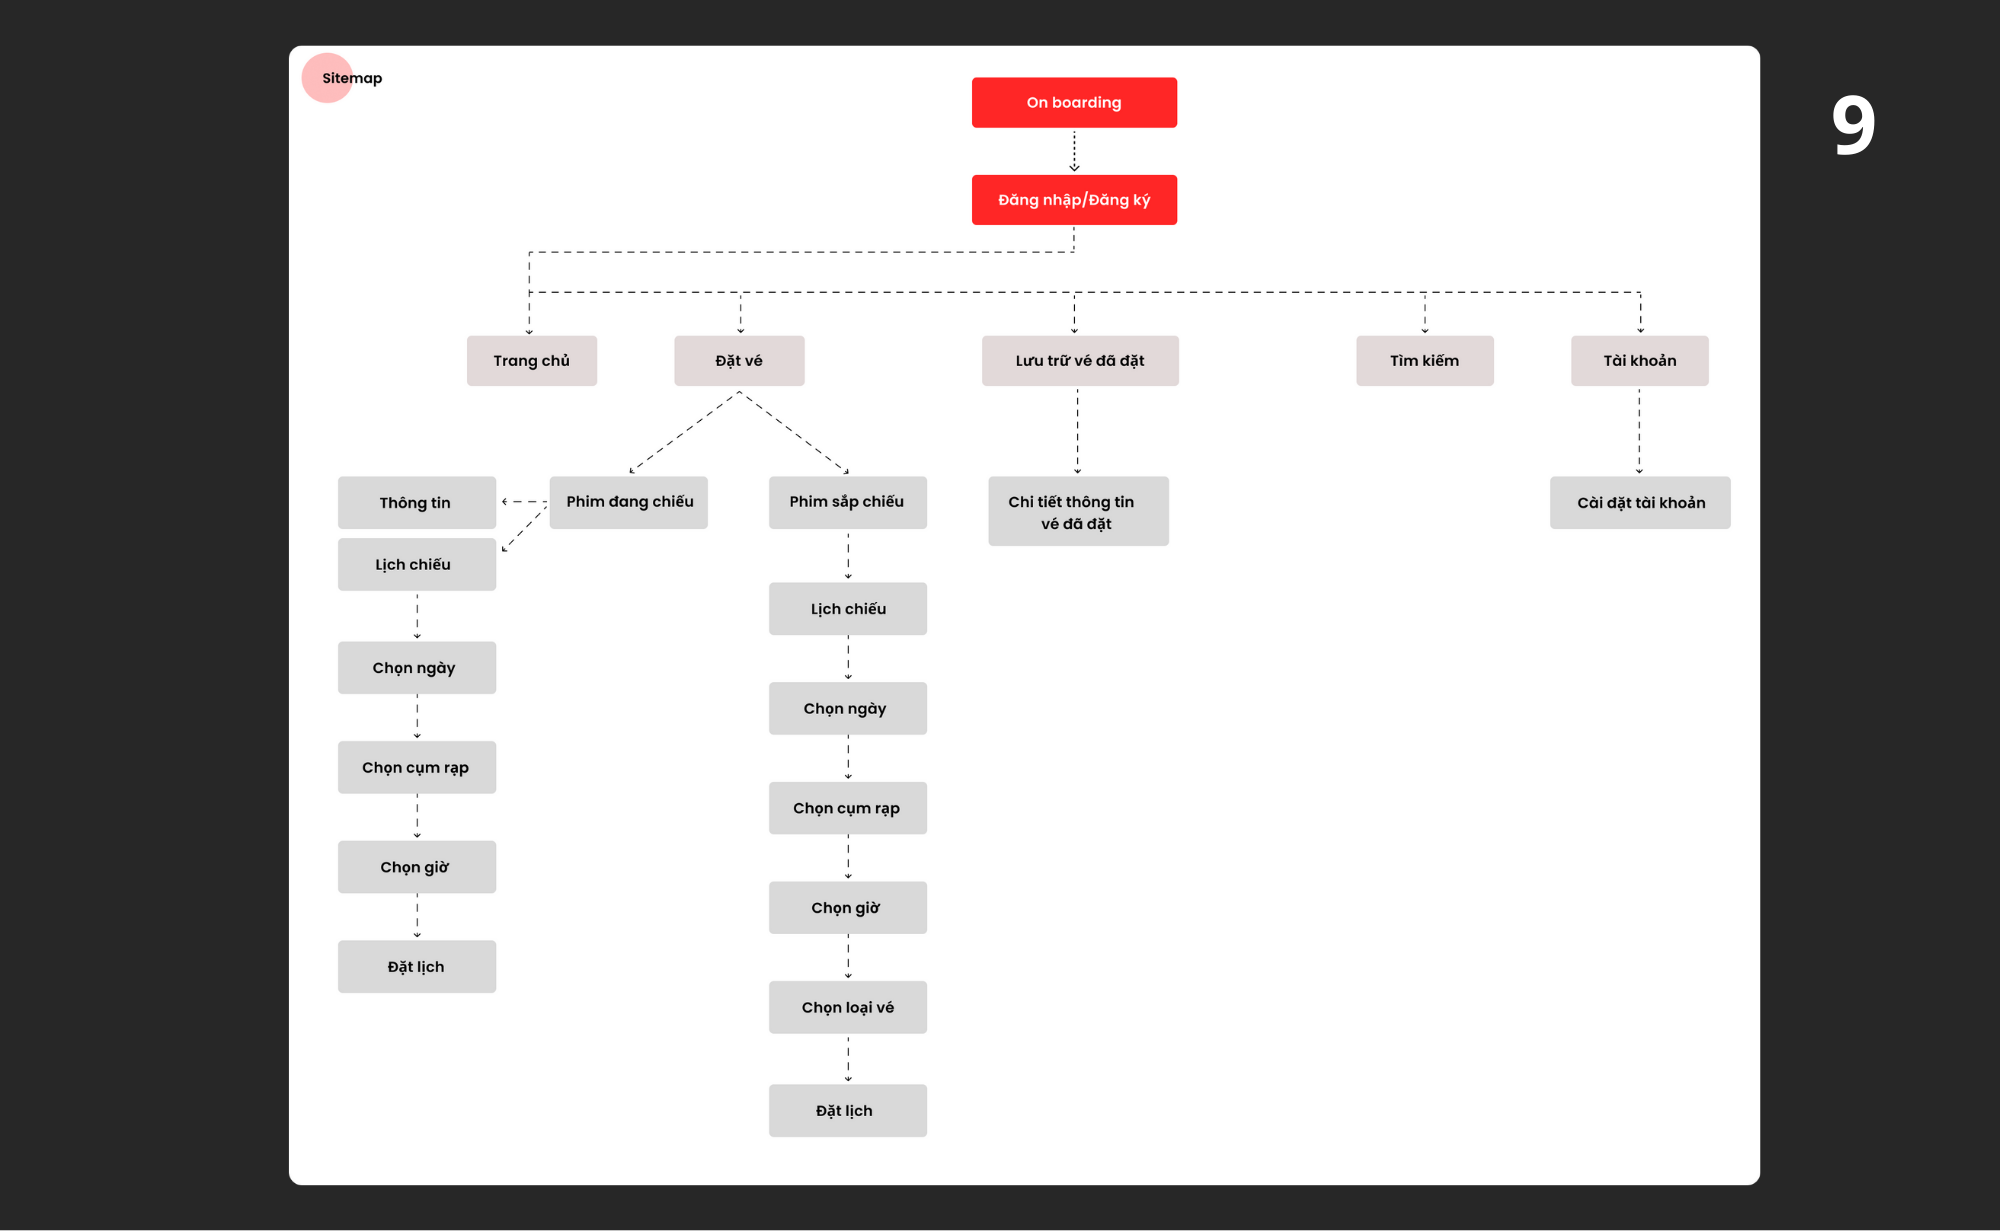 Sitemap
9
On boarding
Đăng nhập/Đăng ký
Trang chủ
Đặt vé
Lưu trữ vé đã đặt
Tìm kiếm
Tài khoản
Thông tin
Phim đang chiếu
Phim sắp chiếu
Chi tiết thông tin
vé đã đặt
Cài đặt tài khoản
Lịch chiếu
Chọn ngày
Chọn cụm rạp
Chọn giờ
Đặt lịch
Lịch chiếu
Chọn ngày
Chọn cụm rạp
Chọn giờ
Chọn loại vé
Đặt lịch